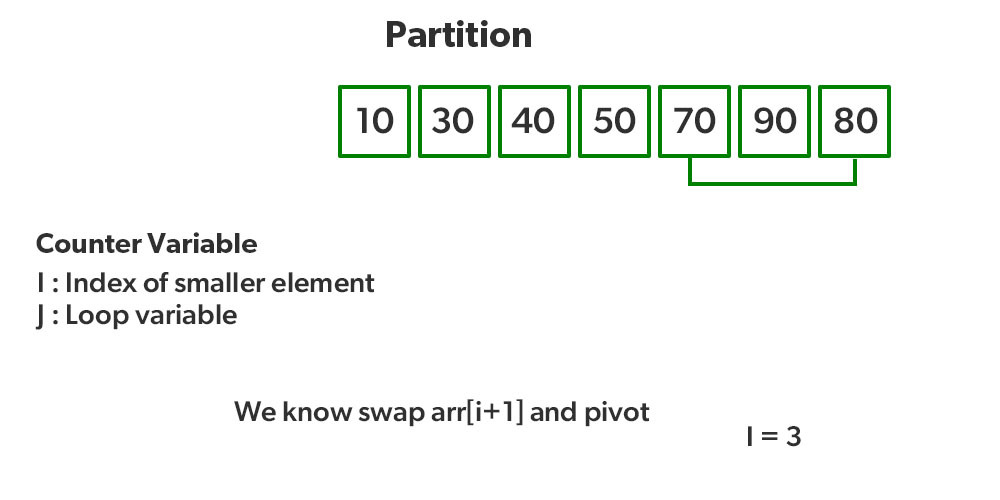 Partition
10 30 40 50 70 90 80
Counter Variable
I : Index of smaller element
J : Loop variable
We know swap arr[i+1] and pivot
I = 3